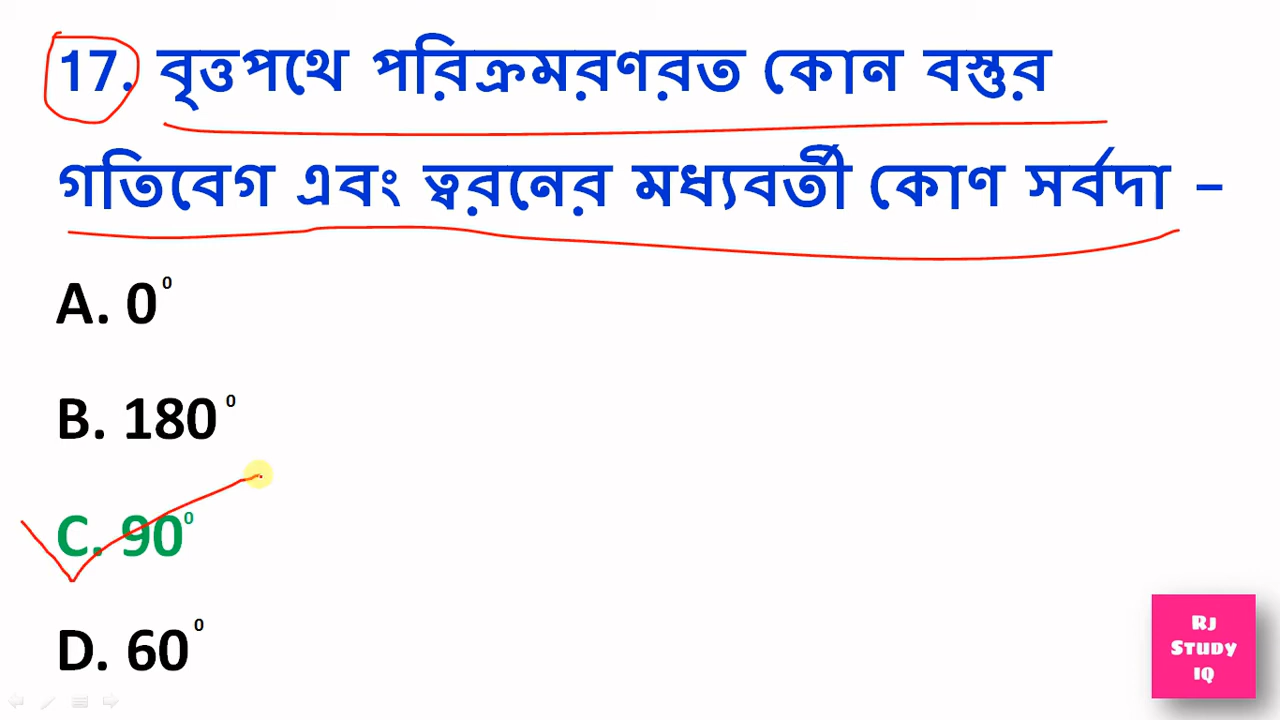 17. বৃত্তপথে পরিক্রমরণরত কোন বস্তুর
গতিবেগ এবং ত্বরনের মধ্যবর্তী কোণ সর্বদা –
A. 0⁰
B. 180⁰
C. 90⁰
D. 60⁰
RJ
STUDY
IQ